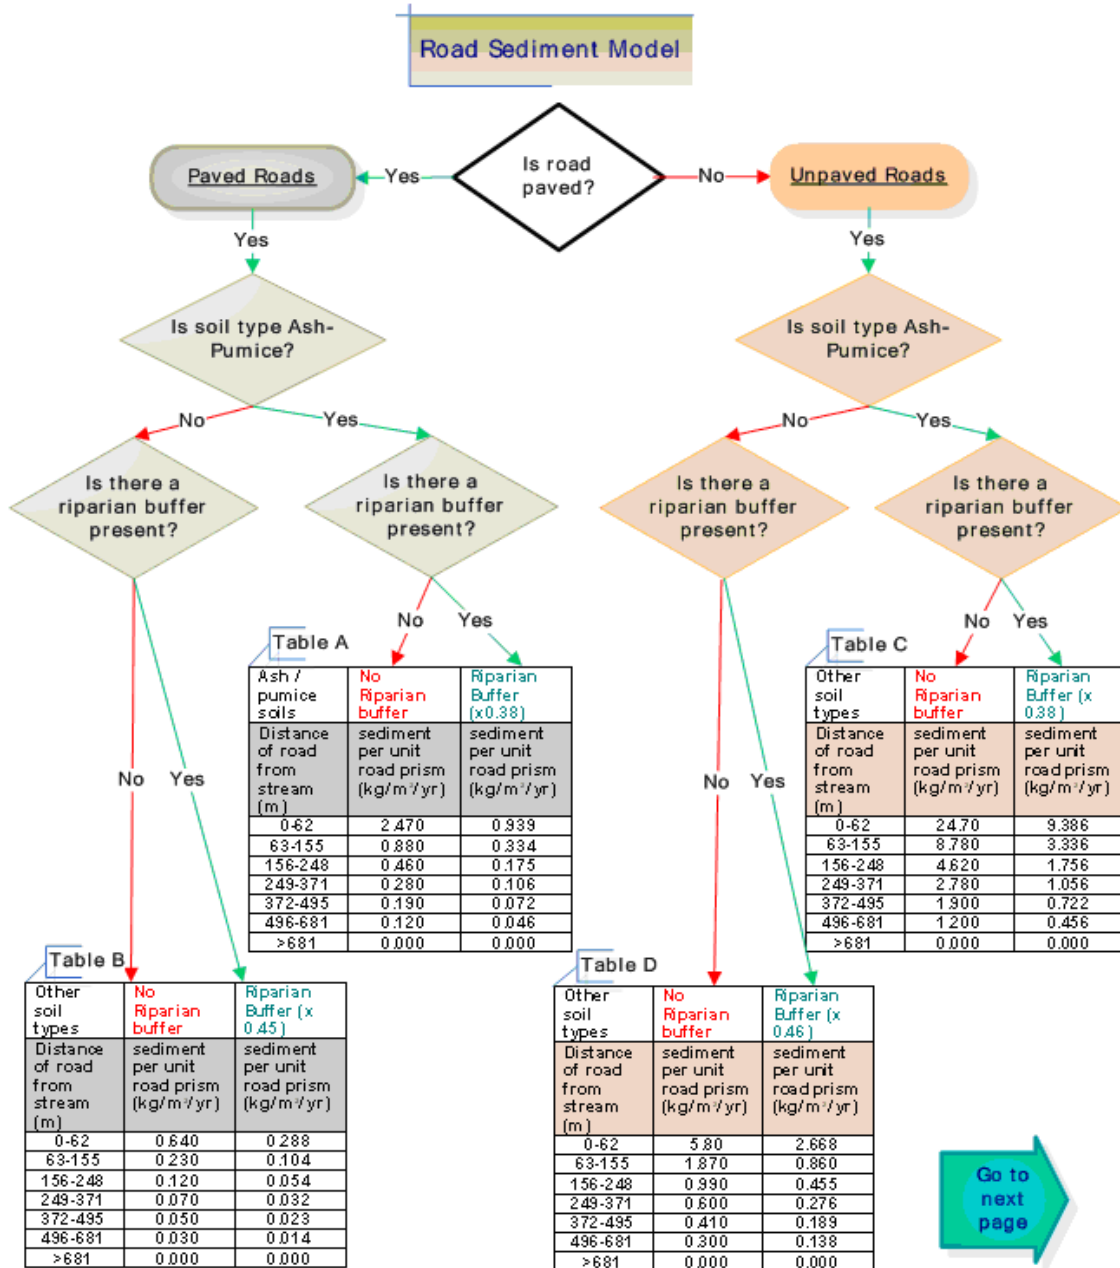 Road Sediment Model
Is road
paved?
Yes
No
Paved Roads
Unpaved Roads
Yes
Yes
Is soil type Ash-
Pumice?
Is soil type Ash-
Pumice?
No
Yes
No
Yes
Is there a
riparian buffer
present?
Is there a
riparian buffer
present?
Is there a
riparian buffer
present?
Is there a
riparian buffer
present?
No
Yes
No
Yes
No
Yes
No
Yes
Table A
Ash /
pumice
soils
No
Riparian
buffer
Riparian
Buffer
(x0.38)
Distance
of road
from
stream
(m)
sediment
per unit
road prism
(kg/m²/yr)
sediment
per unit
road prism
(kg/m²/yr)
0-62 2.470 0.939
63-155 0.880 0.334
156-248 0.460 0.175
249-371 0.280 0.106
372-495 0.190 0.072
496-681 0.120 0.046
>681 0.000 0.000
Table C
Other
soil
types
No
Riparian
buffer
Riparian
Buffer (x
0.38)
Distance
of road
from
stream
(m)
sediment
per unit
road prism
(kg/m²/yr)
sediment
per unit
road prism
(kg/m²/yr)
0-62 24.70 9.386
63-155 8.780 3.336
156-248 4.620 1.756
249-371 2.780 1.056
372-495 1.900 0.722
496-681 1.200 0.456
>681 0.000 0.000
Table B
Other
soil
types
No
Riparian
buffer
Riparian
Buffer (x
0.45)
Distance
of road
from
stream
(m)
sediment
per unit
road prism
(kg/m²/yr)
sediment
per unit
road prism
(kg/m²/yr)
0-62 0.640 0.288
63-155 0.230 0.104
156-248 0.120 0.054
249-371 0.070 0.032
372-495 0.050 0.023
496-681 0.030 0.014
>681 0.000 0.000
Table D
Other
soil
types
No
Riparian
buffer
Riparian
Buffer (x
0.46)
Distance
of road
from
stream
(m)
sediment
per unit
road prism
(kg/m²/yr)
sediment
per unit
road prism
(kg/m²/yr)
0-62 5.80 2.668
63-155 1.870 0.860
156-248 0.990 0.455
249-371 0.600 0.276
372-495 0.410 0.189
496-681 0.300 0.138
>681 0.000 0.000
Go to
next
page